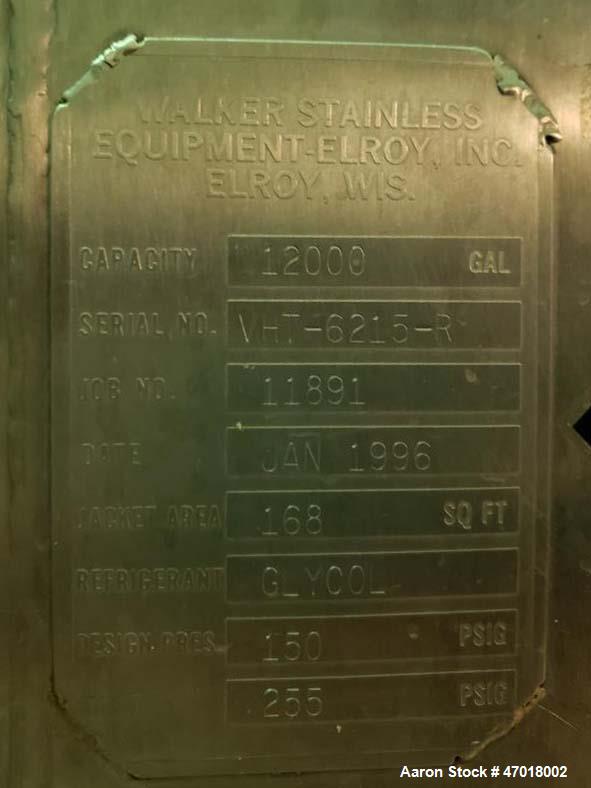 WALKER STAINLESS
EQUIPMENT-ELROY, INC.
ELROY, WIS.
CAPACITY 12000 GAL
SERIAL NO. VHT-6215-R
JOB NO. 11891
DATE JAN 1996
JACKET AREA 168 SQ FT
REFRIGERANT GLYCOL
DESIGN PRES. 150 PSIG
255 PSIG
Aaron Stock # 47018002